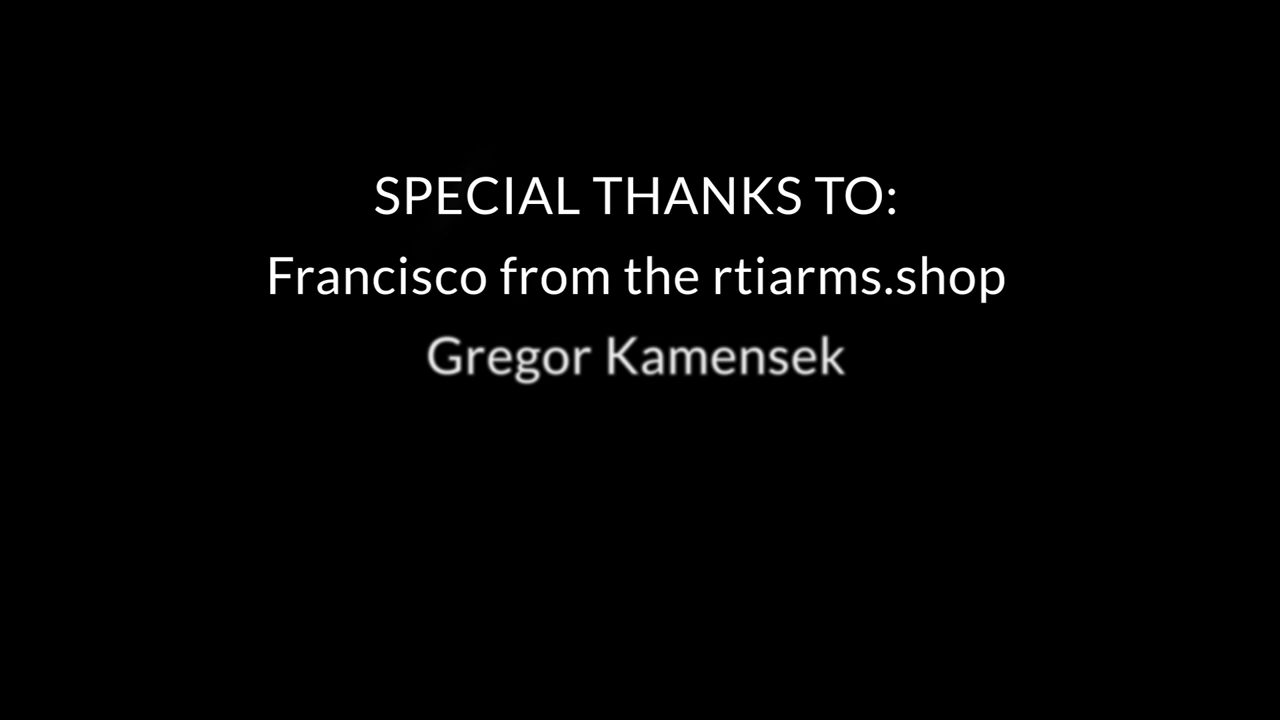 SPECIAL THANKS TO:
Francisco from the rtiarms.shop
Gregor Kamensek